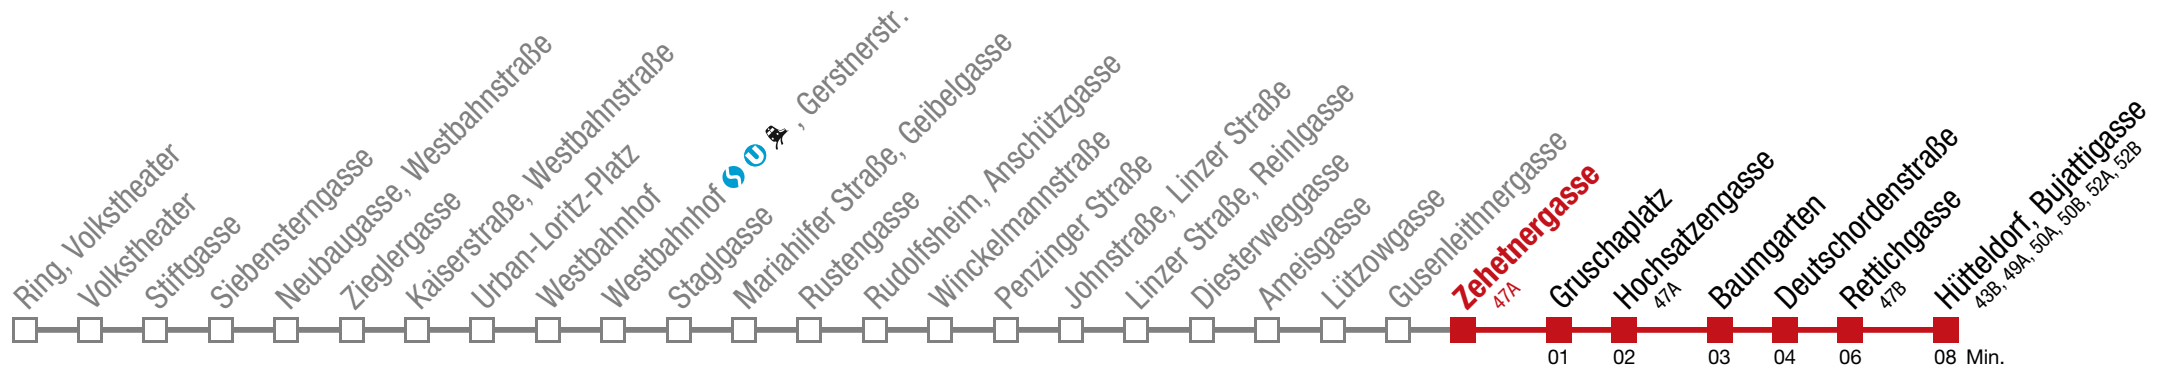 Ring, Volkstheater
Volkstheater
Stiftgasse
Siebensterngasse
Neubaugasse, Westbahnstraße
Zieglergasse
Kaiserstraße, Westbahnstraße
Urban-Loritz-Platz
Westbahnhof
Westbahnhof S U , Gerstnerstr.
Staglgasse
Mariahilfer Straße, Geibelgasse
Rustengasse
Rudolfsheim, Anschützgasse
Winckelmannstraße
Penzinger Straße
Johnstraße, Linzer Straße
Linzer Straße, Reinlgasse
Diesterweggasse
Ameisgasse
Lützowgasse
Gusenleithnergasse
Zehetnergasse
47A
Gruschaplatz
Hochsatzengasse
47A
Baumgarten
Deutschordenstraße
Rettichgasse
47B
Hütteldorf, Bujattigasse
43B, 49A, 50A, 50B, 52A, 52B
01 02 03 04 06 08 Min.